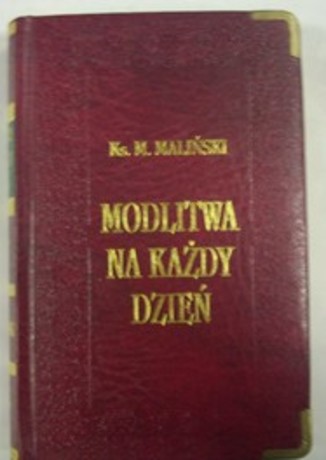 Ks. M. MALIŃSKI
MODLITWA
NA KAŻDY
DZIEŃ